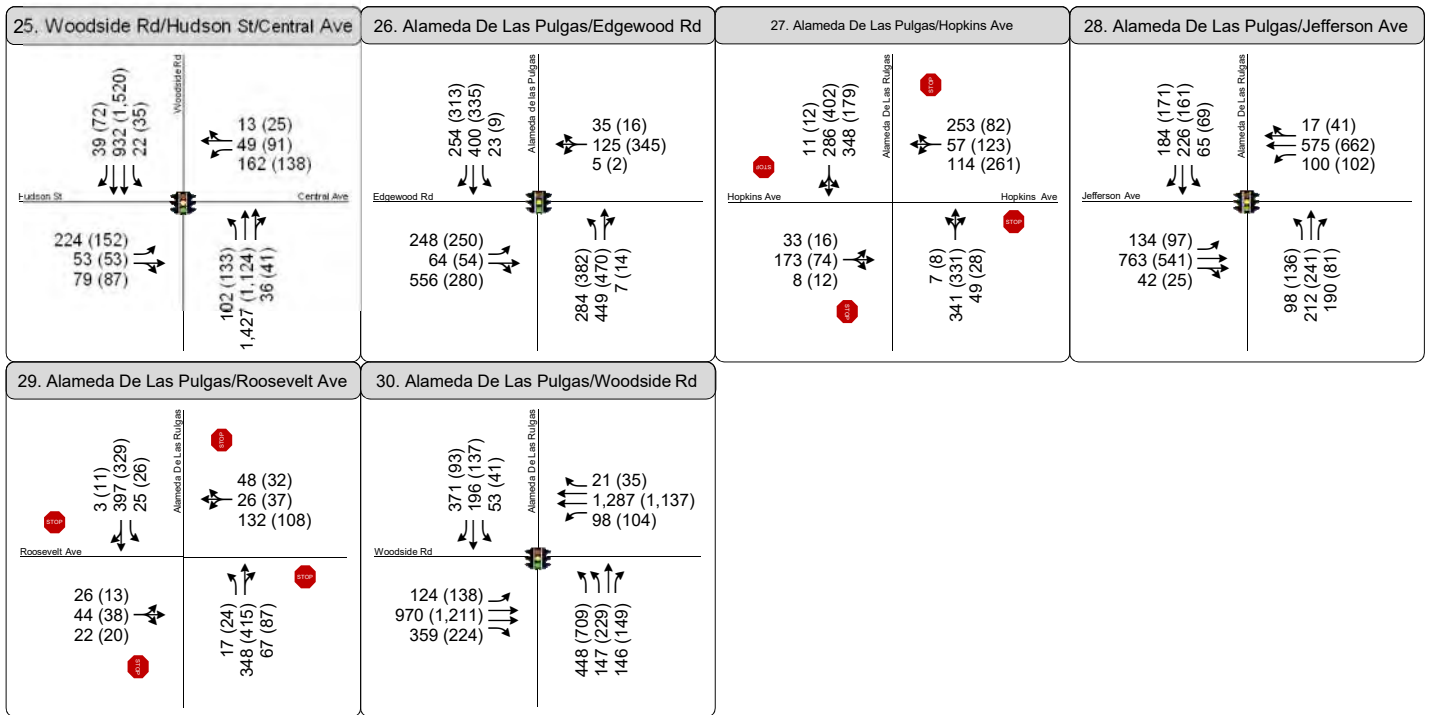 25. Woodside Rd/Hudson St/Central Ave
Woodside Rd
39 (72)
932 (1,520)
22 (35)
13 (25)
49 (91)
162 (138)
Hudson St
Central Ave
224 (152)
53 (53)
79 (87)
102 (133)
1,427 (1,124)
36 (41)
26. Alameda De Las Pulgas/Edgewood Rd
Alameda de las Pulgas
254 (313)
400 (335)
23 (9)
35 (16)
125 (345)
5 (2)
Edgewood Rd
248 (250)
64 (54)
556 (280)
284 (382)
449 (470)
7 (14)
27. Alameda De Las Pulgas/Hopkins Ave
Alameda De Las Rulgas
11 (12)
286 (402)
348 (179)
STOP
253 (82)
57 (123)
114 (261)
STOP
Hopkins Ave
Hopkins Ave
STOP
33 (16)
173 (74)
8 (12)
STOP
7 (8)
341 (331)
49 (28)
28. Alameda De Las Pulgas/Jefferson Ave
Alameda De Las Rulgas
184 (171)
226 (161)
65 (69)
17 (41)
575 (662)
100 (102)
Jefferson Ave
134 (97)
763 (541)
42 (25)
98 (136)
212 (241)
190 (81)
29. Alameda De Las Pulgas/Roosevelt Ave
Alameda De Las Rulgas
3 (11)
397 (329)
25 (26)
STOP
48 (32)
26 (37)
132 (108)
STOP
Roosevelt Ave
STOP
26 (13)
44 (38)
22 (20)
STOP
17 (24)
348 (415)
67 (87)
30. Alameda De Las Pulgas/Woodside Rd
Alameda De Las Rulgas
371 (93)
196 (137)
53 (41)
21 (35)
1,287 (1,137)
98 (104)
Woodside Rd
124 (138)
970 (1,211)
359 (224)
448 (709)
147 (229)
146 (149)